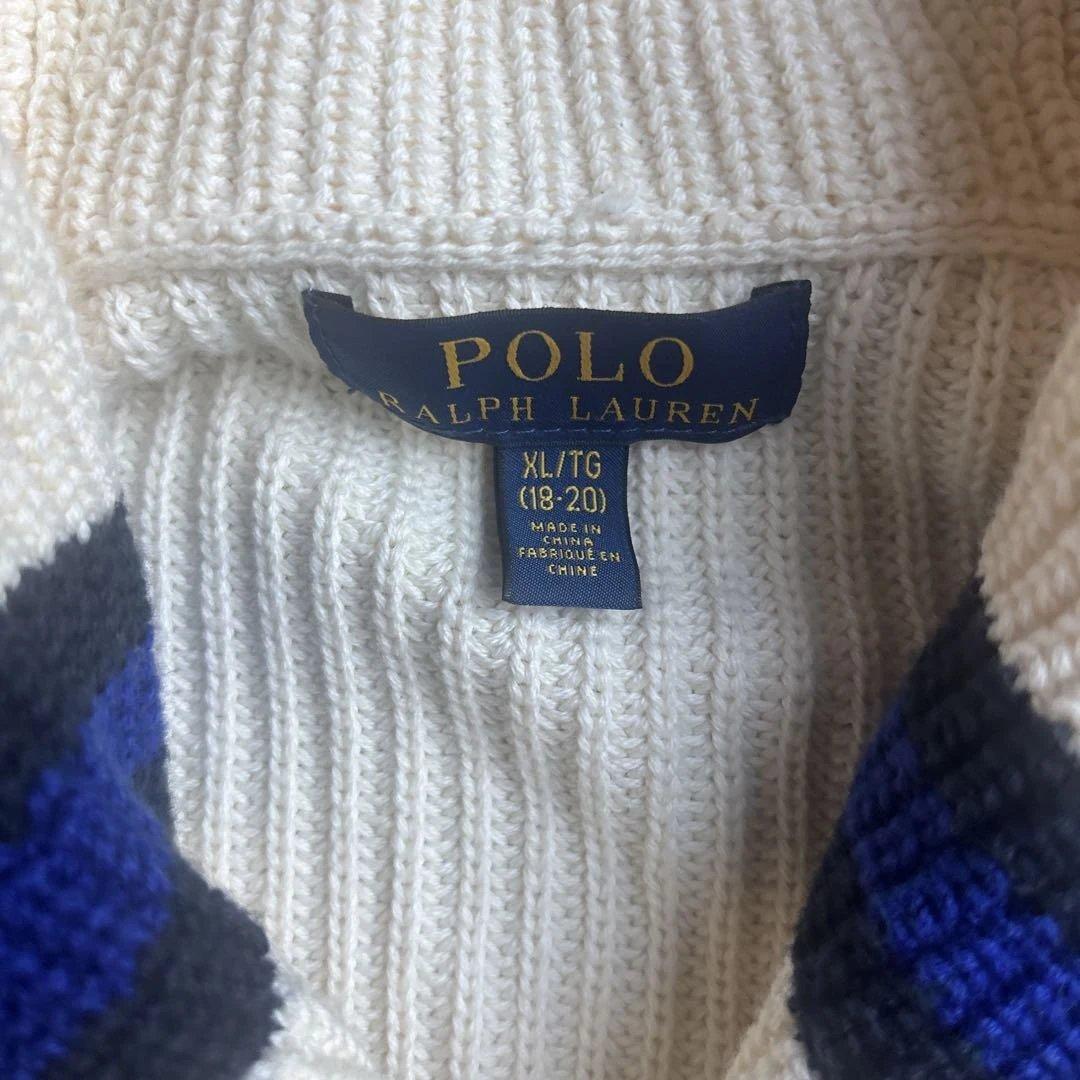 POLO
RALPH LAUREN
XL/TG
(18-20)
MADE IN
CHINA
FABRIQUÉ EN
CHINE